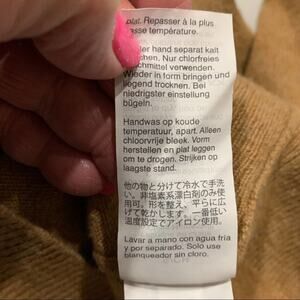 plat. Repasser à la plus
asse température.
der hand separat kalt
chen. Nur chlorfreies
chmittel verwenden.
Wieder in form bringen und
liegend trocknen. Bei
niedrigster einstellung
bügeln.
Handwas op koude
temperatuur, apart. Alleen
chloorvrije bleek. Vorm
herstellen en plat leggen
om te drogen. Strijken op
laagste stand.
他の物と分けて冷水で手洗
い。非塩素系漂白剤のみ使
用可。形を整え、平らに広
げて乾かします。一番低い
温度設定でアイロン使用。
Lavar a mano con agua fría
y por separado. Solo use
blanqueador sin cloro.